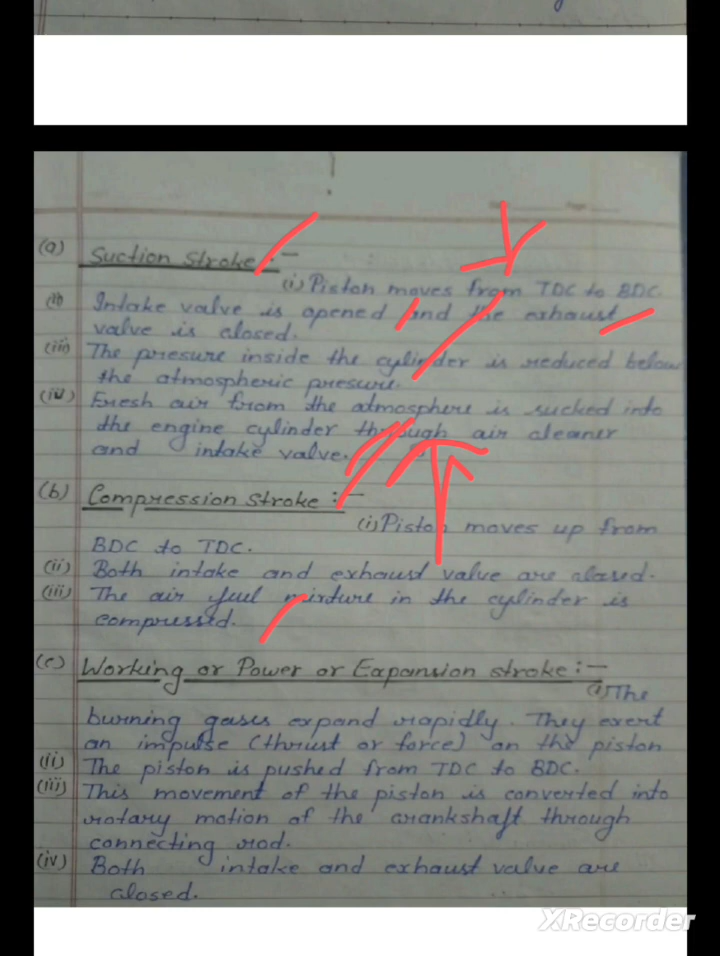 (a) Suction Stroke :-
(i) Piston moves from TDC to BDC.
(ii) Intake valve is opened and the exhaust
valve is closed.
(iii) The presure inside the cylinder is reduced below
the atmospheric presure.
(iv) Fresh air from the atmosphere is sucked into
the engine cylinder through air cleaner
and intake valve.
(b) Compression stroke :-
(i) Piston moves up from
BDC to TDC.
(ii) Both intake and exhaust valve are closed.
(iii) The air fuel mixture in the cylinder is
compressed.
(c) Working or Power or Expansion stroke :-
(i) The
burning gases expand rapidly. They exert
an impulse (thrust or force) on the piston
(ii) The piston is pushed from TDC to BDC.
(iii) This movement of the piston is converted into
rotary motion of the crankshaft through
connecting rod.
(iv) Both intake and exhaust valve are
closed.
XRecorder